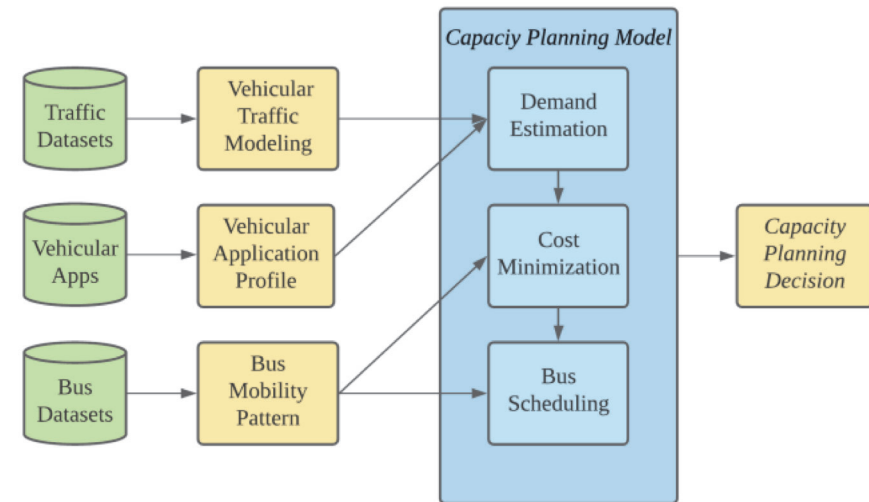 Capaciy Planning Model
Traffic
Datasets
Vehicular
Traffic
Modeling
Demand
Estimation
Vehicular
Apps
Vehicular
Application
Profile
Cost
Minimization
Capacity
Planning
Decision
Bus
Datasets
Bus
Mobility
Pattern
Bus
Scheduling